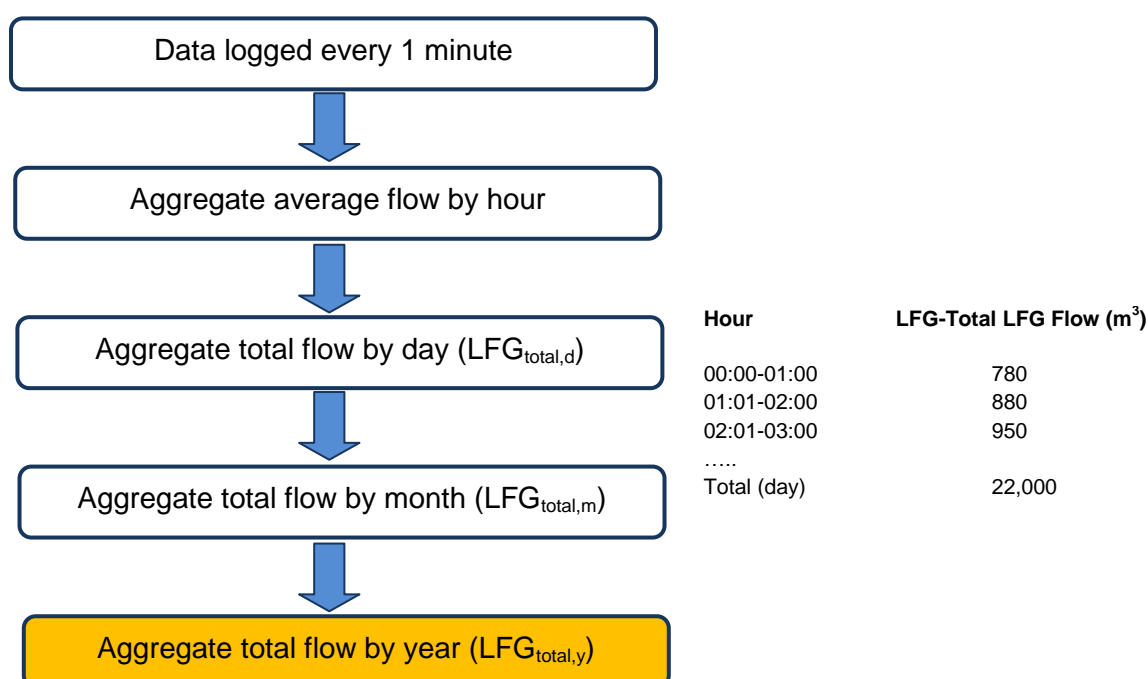 Data logged every 1 minute
Aggregate average flow by hour
Aggregate total flow by day (LFGtotal,d)
Aggregate total flow by month (LFGtotal,m)
Aggregate total flow by year (LFGtotal,y)
Hour LFG-Total LFG Flow (m3)
00:00-01:00 780
01:01-02:00 880
02:01-03:00 950
…..
Total (day) 22,000